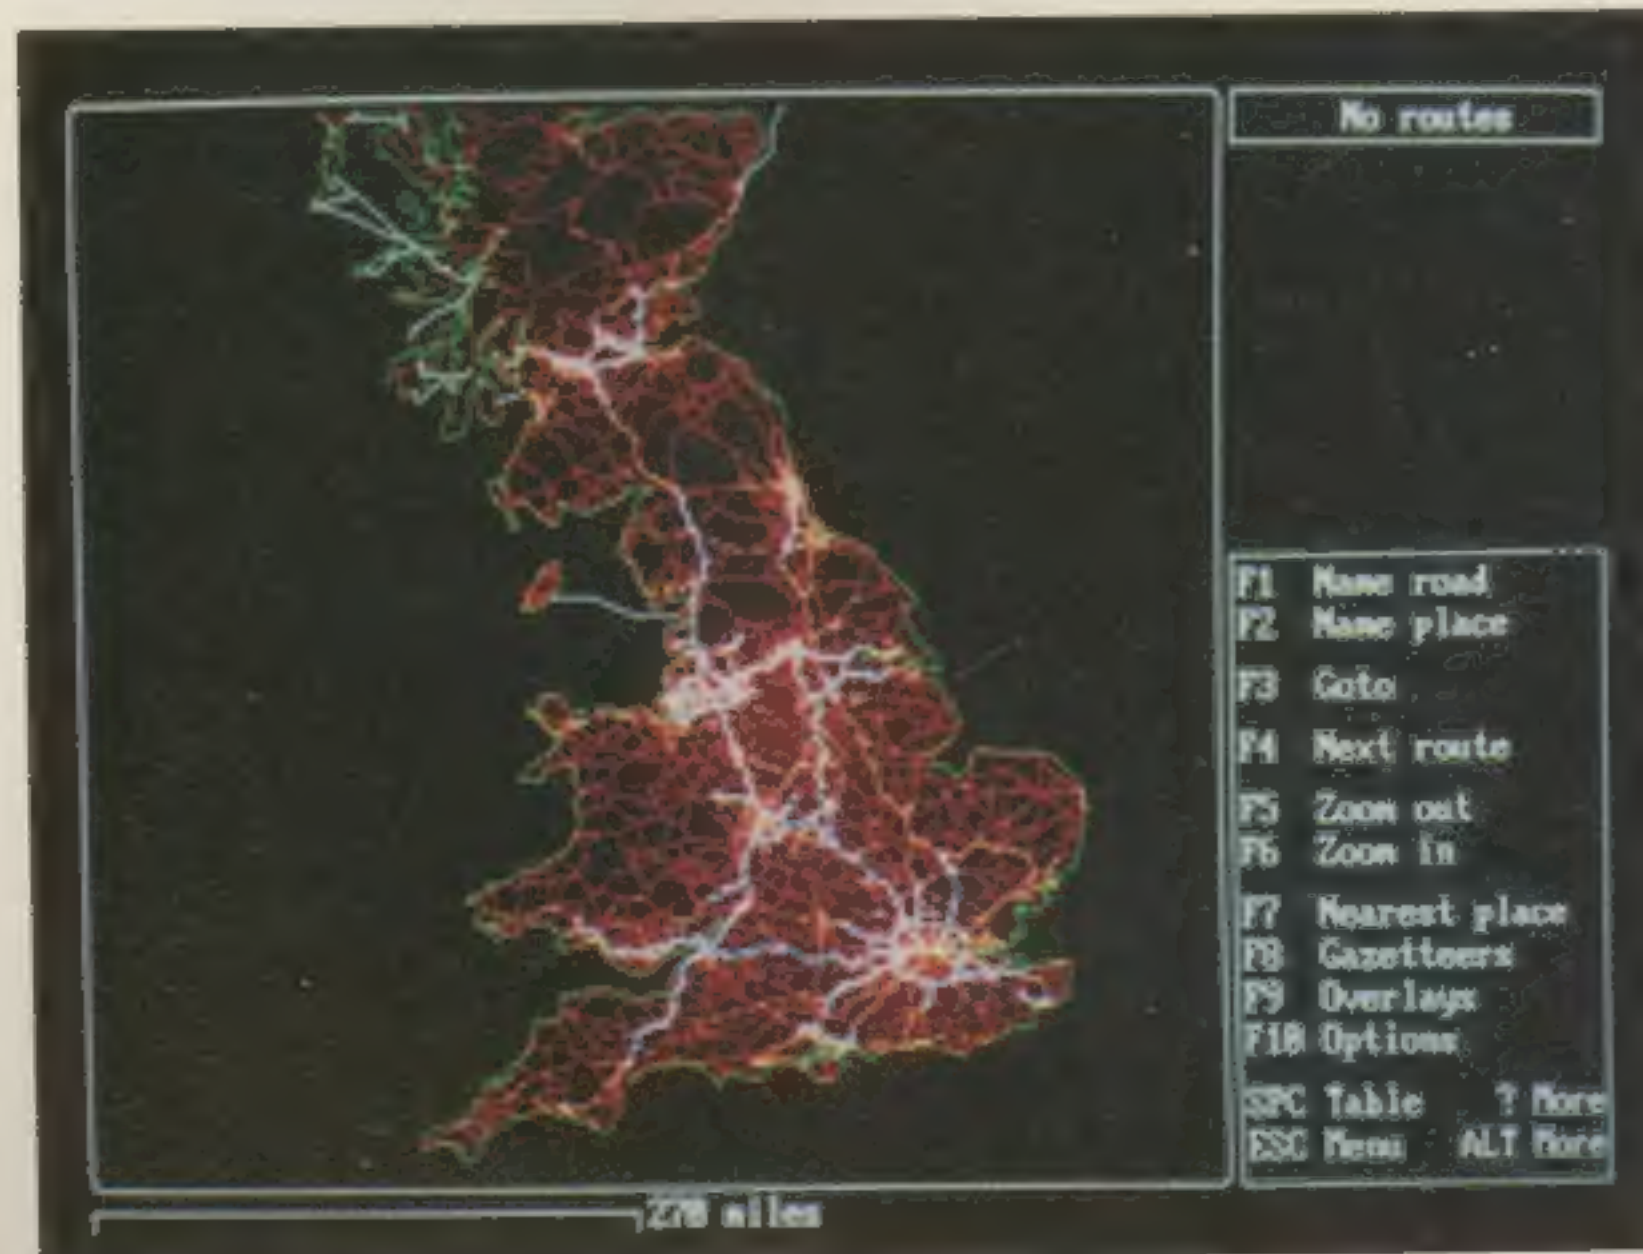 No routes
F1 Name road
F2 Name place
F3 Goto
F4 Next route
F5 Zoom out
F6 Zoom in
F7 Nearest place
F8 Gazetteers
F9 Overlays
F10 Options
SPC Table ? More
ESC Menu ALT More
270 miles